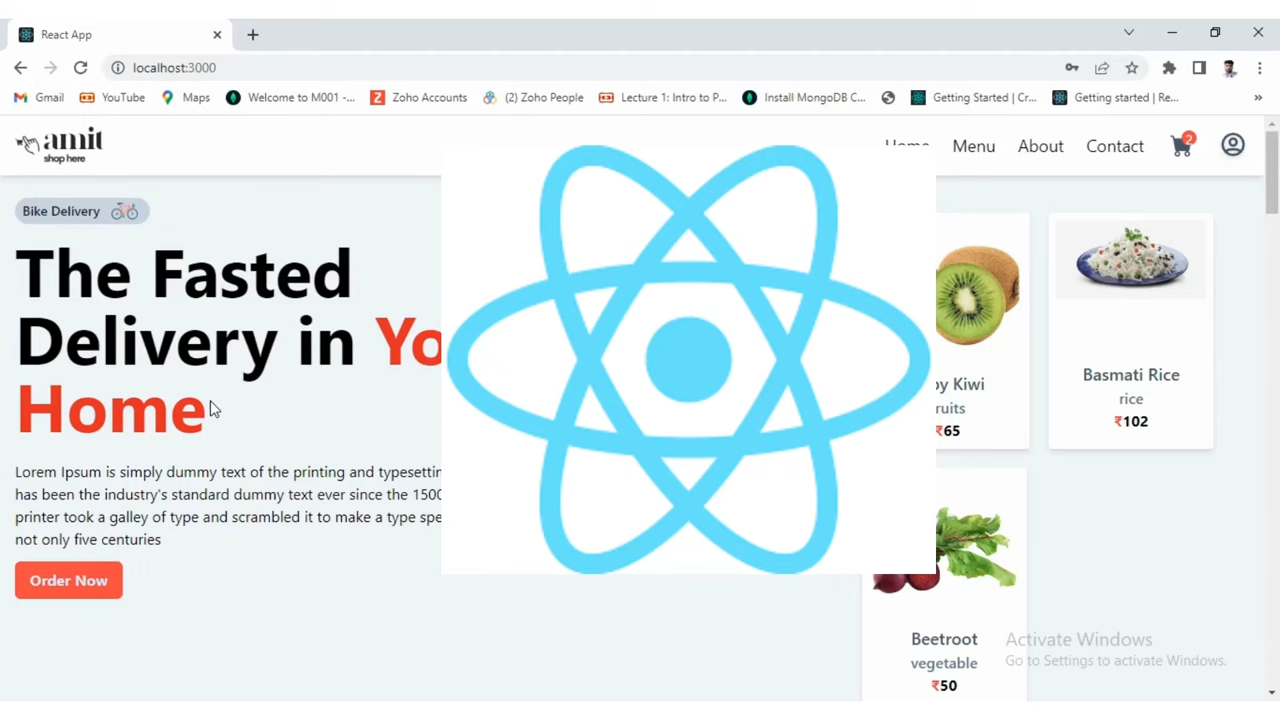 React App
localhost:3000
Gmail
YouTube
Maps
Welcome to M001 -...
Zoho Accounts
(2) Zoho People
Lecture 1: Intro to P...
Install MongoDB C...
Getting Started | Cr...
Getting started | Re...
amit
shop here
Home
Menu
About
Contact
2
Bike Delivery
The Fasted
Delivery in Yo
Home
Lorem Ipsum is simply dummy text of the printing and typesettin
has been the industry's standard dummy text ever since the 1500
printer took a galley of type and scrambled it to make a type spe
not only five centuries
Order Now
Kiwi
₹65
Basmati Rice
rice
₹102
Beetroot
vegetable
₹50
Activate Windows
Go to Settings to activate Windows.